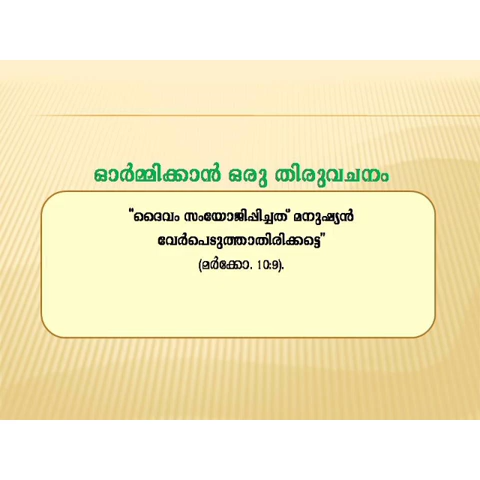 ഓർമ്മിക്കാൻ ഒരു തിരുവചനം
“ദൈവം സംയോജിപ്പിച്ചത് മനുഷ്യൻ
വേർപെടുത്താതിരിക്കട്ടെ”
(മർക്കോ. 10:9).